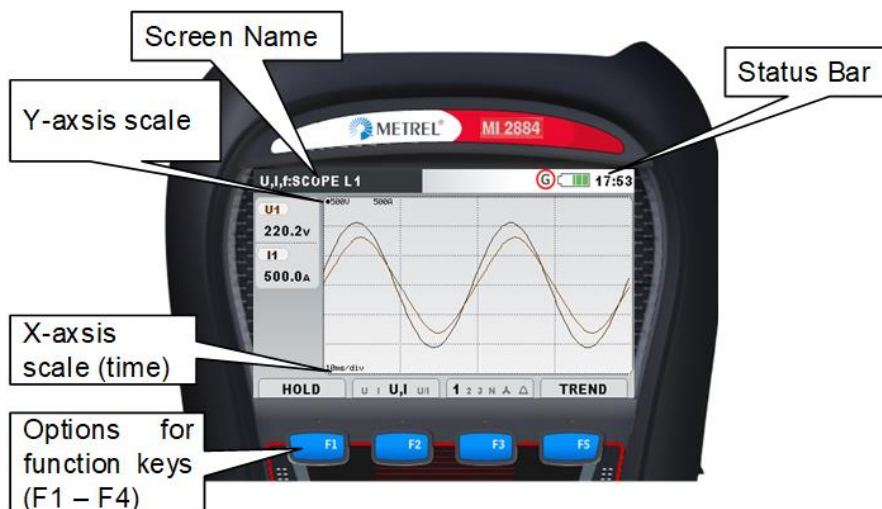 Screen Name
Status Bar
Y-axsis scale
METREL® MI 2884
U,I,f:SCOPE L1
G 17:53
500V 500A
U1
220.2V
I1
500.0A
X-axsis
scale (time)
10ms/div
HOLD U I U,I U/I 1 2 3 N TREND
Options for
function keys
(F1 – F4)
F1 F2 F3 F5